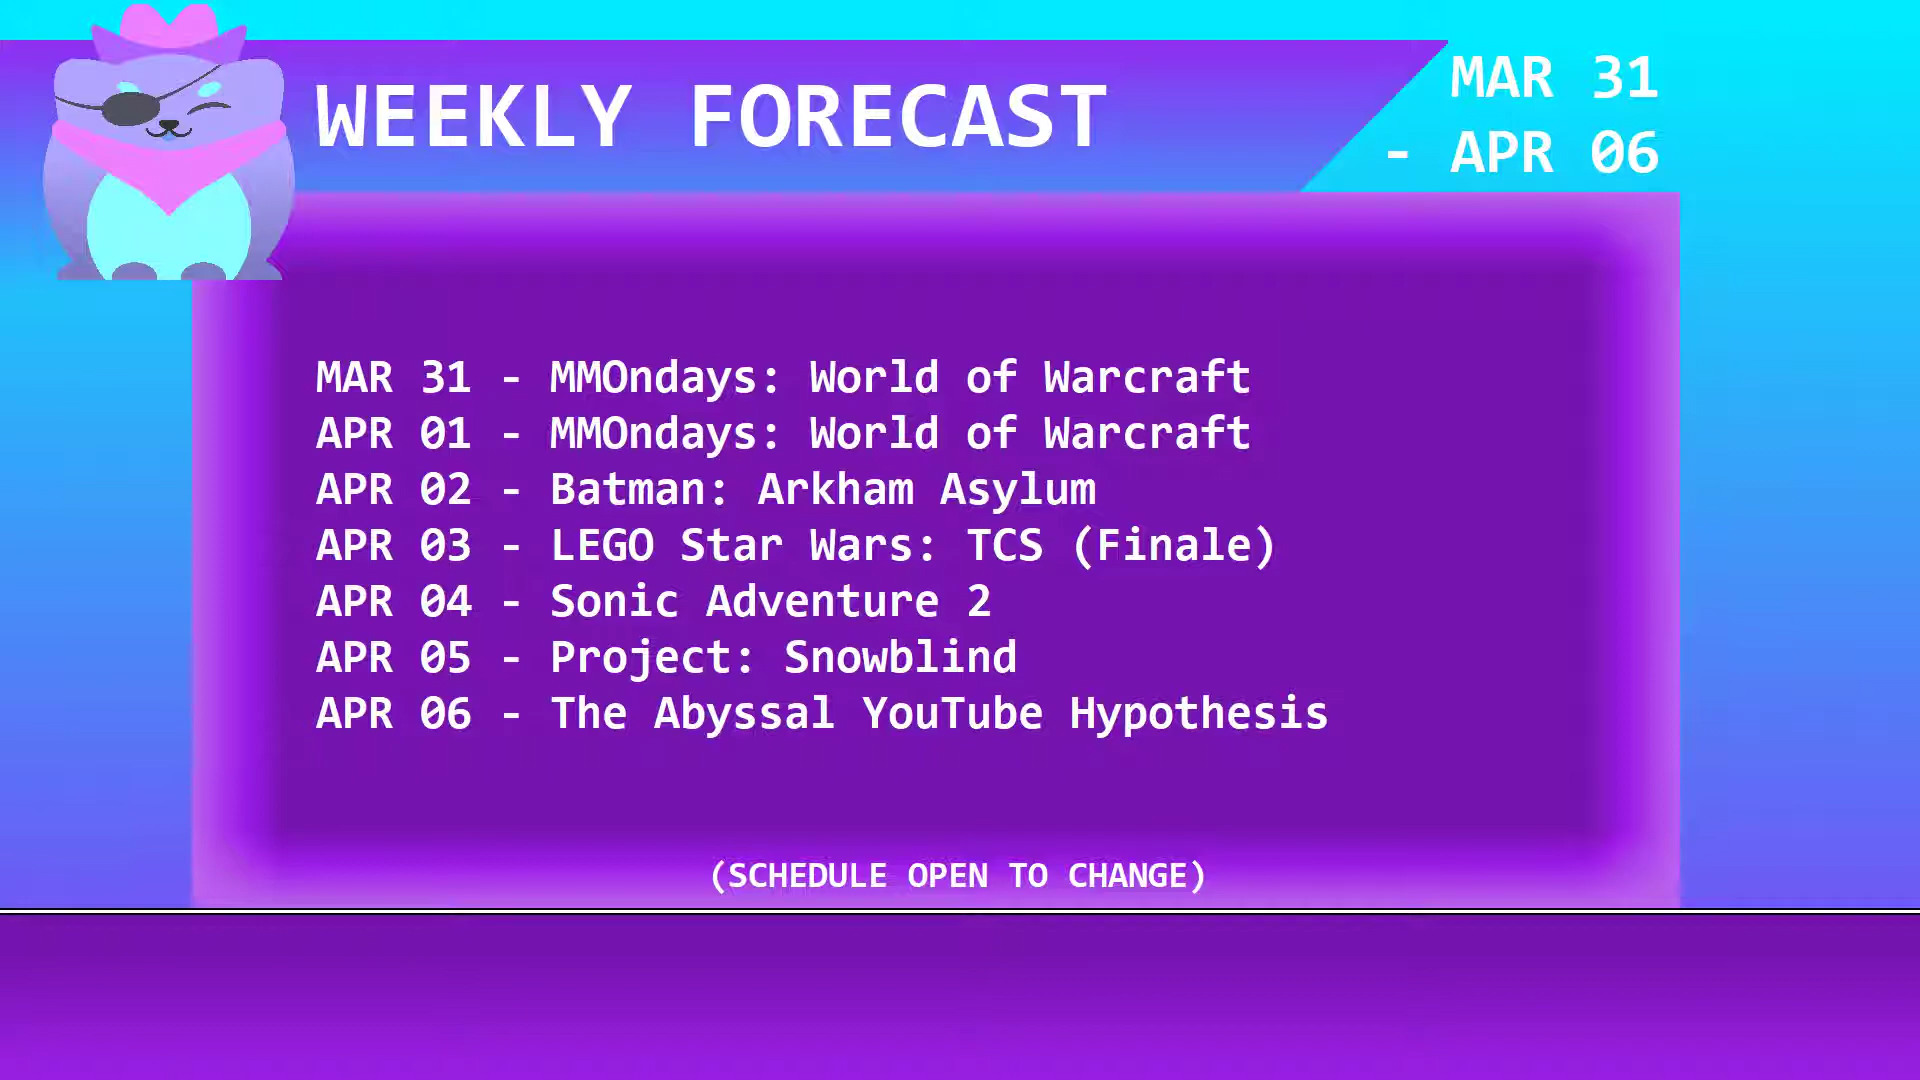 WEEKLY FORECAST
MAR 31
- APR 06
MAR 31 - MMOndays: World of Warcraft
APR 01 - MMOndays: World of Warcraft
APR 02 - Batman: Arkham Asylum
APR 03 - LEGO Star Wars: TCS (Finale)
APR 04 - Sonic Adventure 2
APR 05 - Project: Snowblind
APR 06 - The Abyssal YouTube Hypothesis
(SCHEDULE OPEN TO CHANGE)